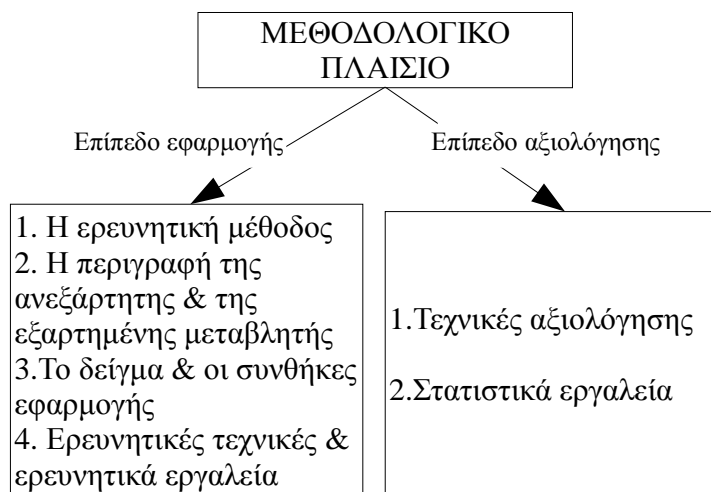 ΜΕΘΟΔΟΛΟΓΙΚΟ
ΠΛΑΙΣΙΟ
Επίπεδο εφαρμογής
Επίπεδο αξιολόγησης
1. Η ερευνητική μέθοδος
2. Η περιγραφή της
ανεξάρτητης & της
εξαρτημένης μεταβλητής
3.Το δείγμα & οι συνθήκες
εφαρμογής
4. Ερευνητικές τεχνικές &
ερευνητικά εργαλεία
1.Τεχνικές αξιολόγησης
2.Στατιστικά εργαλεία